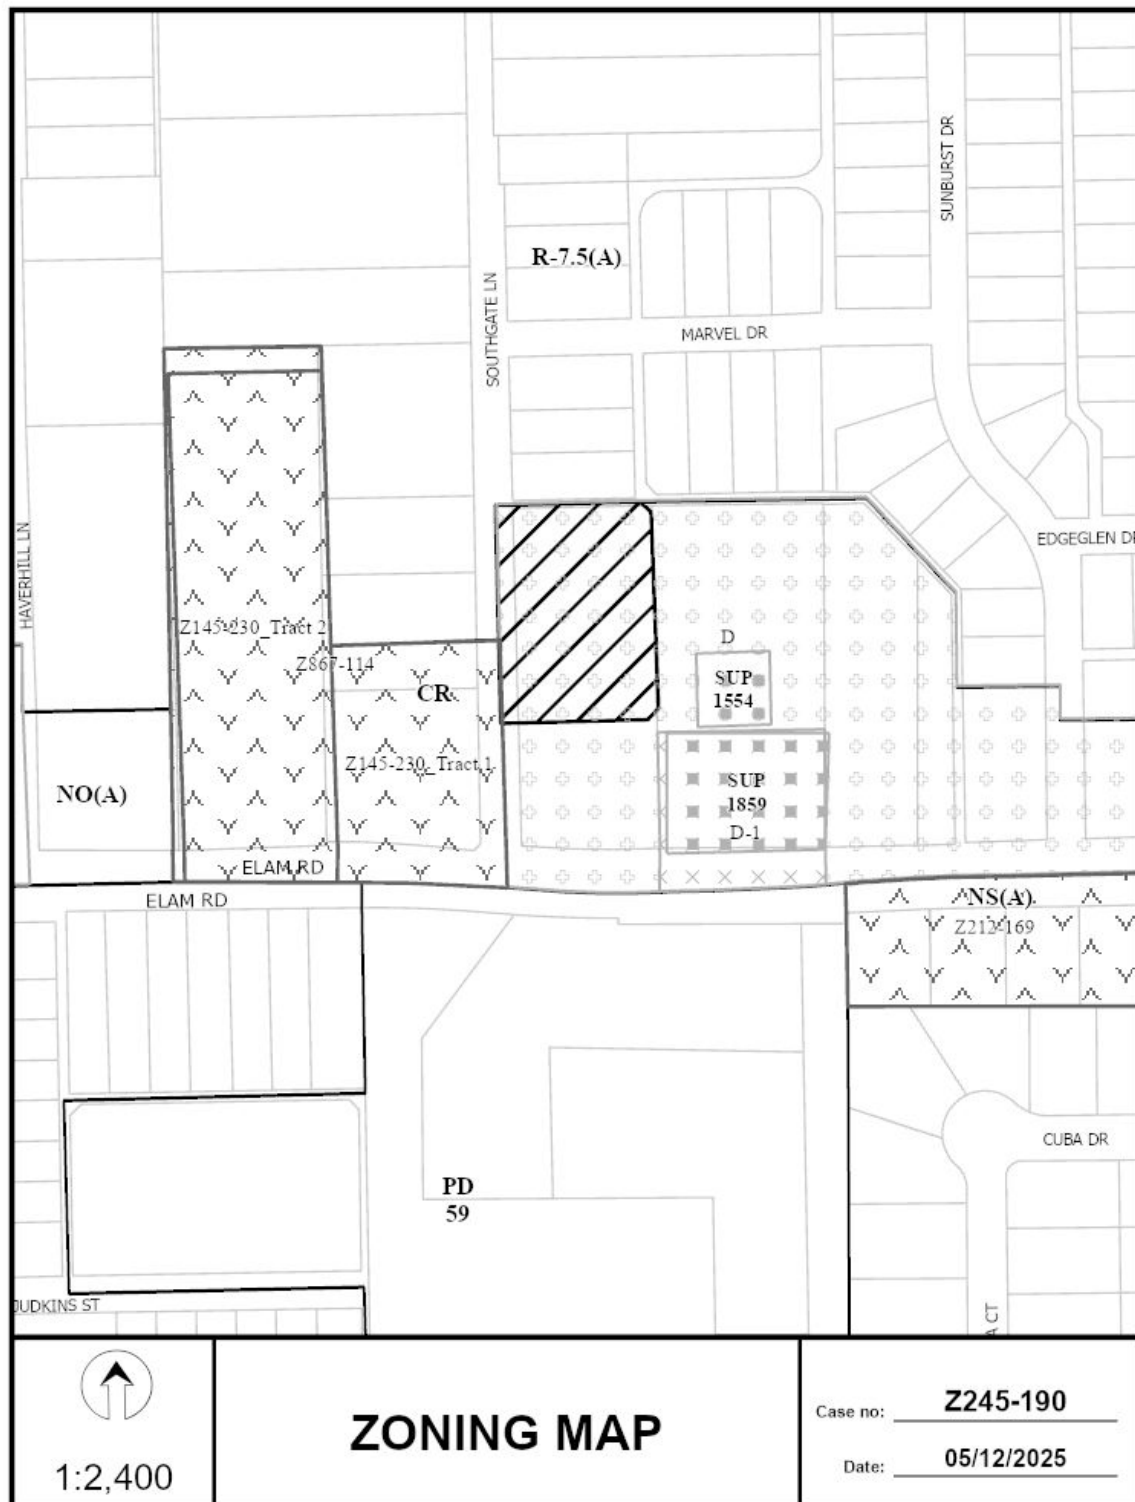 SUNBURST DR
R-7.5(A)
SOUTHGATE LN
MARVEL DR
HAVERHILL LN
EDGEGLEN DR
Z145-230_Tract 2
D
Z867-114
SUP
1554
CR
Z145-230_Tract 1
SUP
1859
D-1
NO(A)
ELAM RD
ELAM RD
NS(A)
Z212-169
CUBA DR
PD
59
JUDKINS ST
A CT
1:2,400
ZONING MAP
Case no: Z245-190
Date: 05/12/2025